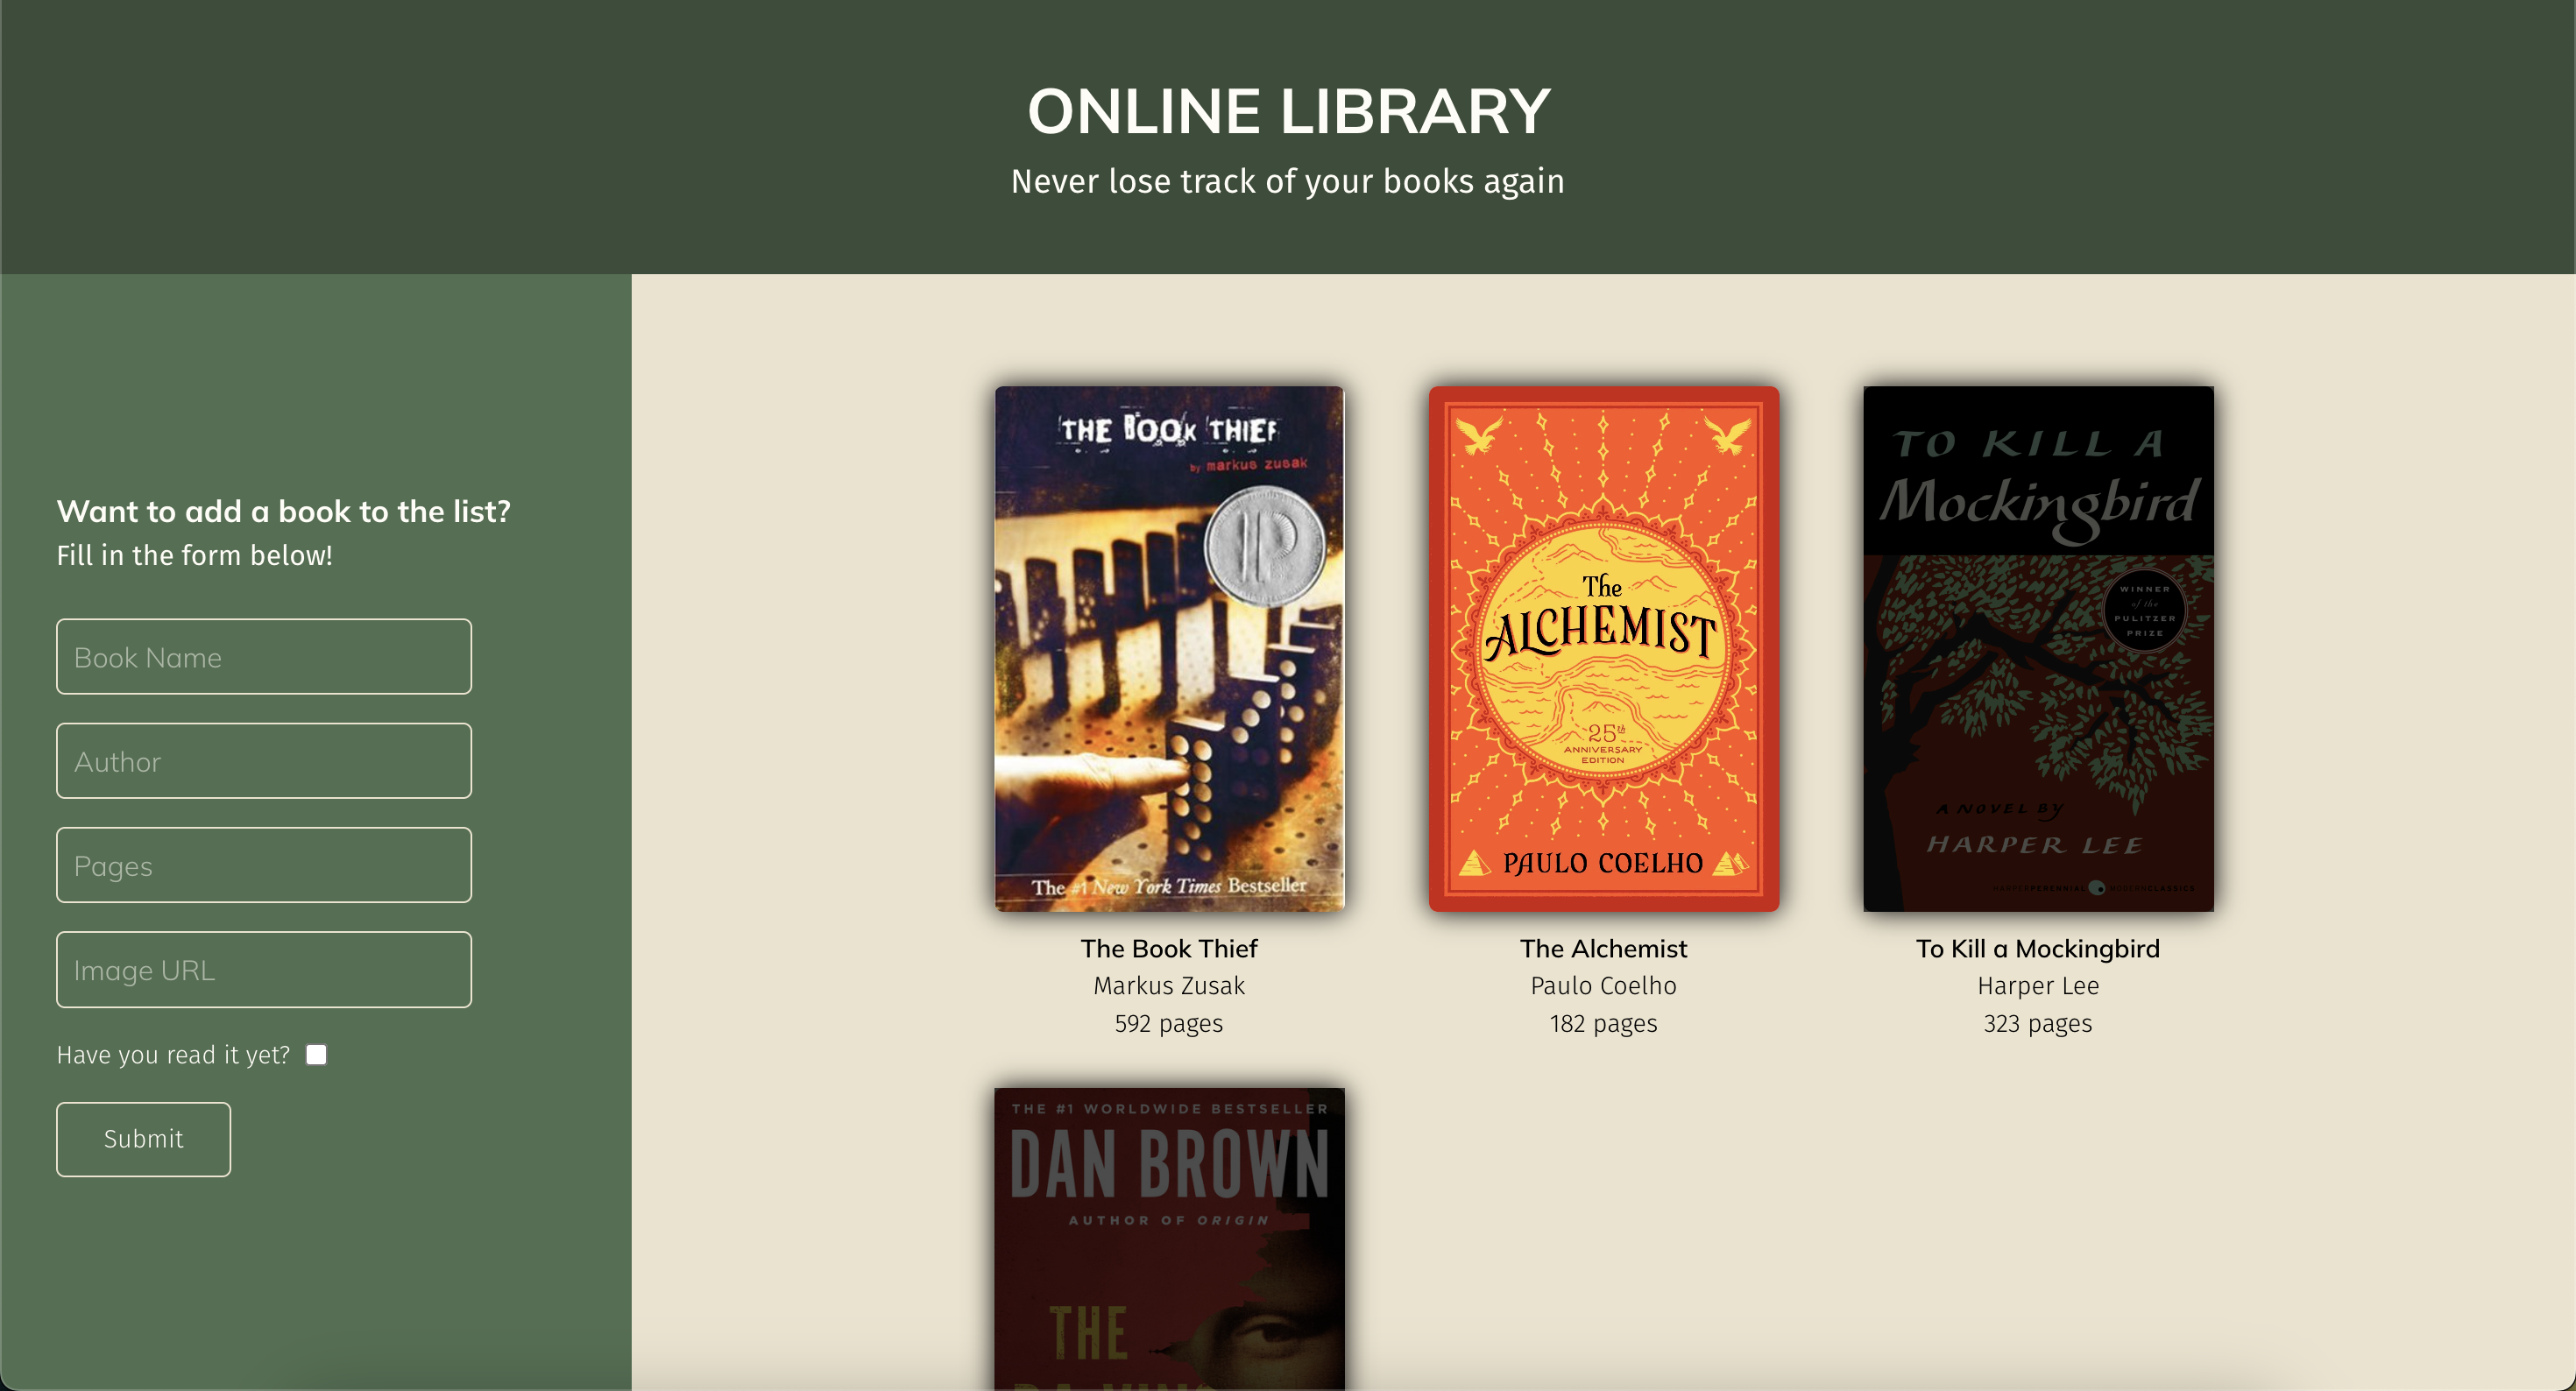 ONLINE LIBRARY
Never lose track of your books again
Want to add a book to the list?
Fill in the form below!
Book Name
Author
Pages
Image URL
Have you read it yet?
Submit
THE BOOK THIEF
by markus zusak
The #1 New York Times Bestseller
The Book Thief
Markus Zusak
592 pages
The
ALCHEMIST
25th
ANNIVERSARY
EDITION
PAULO COELHO
The Alchemist
Paulo Coelho
182 pages
TO KILL A
Mockingbird
WINNER
of the
PULITZER
PRIZE
A NOVEL BY
HARPER LEE
HARPERPERENNIAL MODERNCLASSICS
To Kill a Mockingbird
Harper Lee
323 pages
THE #1 WORLDWIDE BESTSELLER
DAN BROWN
AUTHOR OF ORIGIN
THE